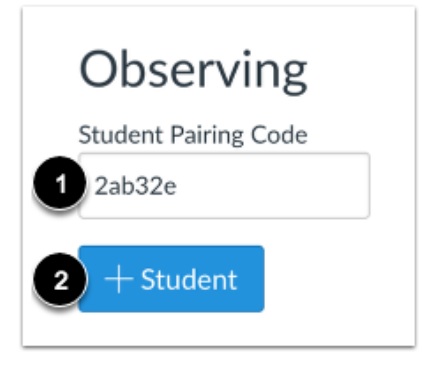 Observing
Student Pairing Code
1 2ab32e
2 + Student